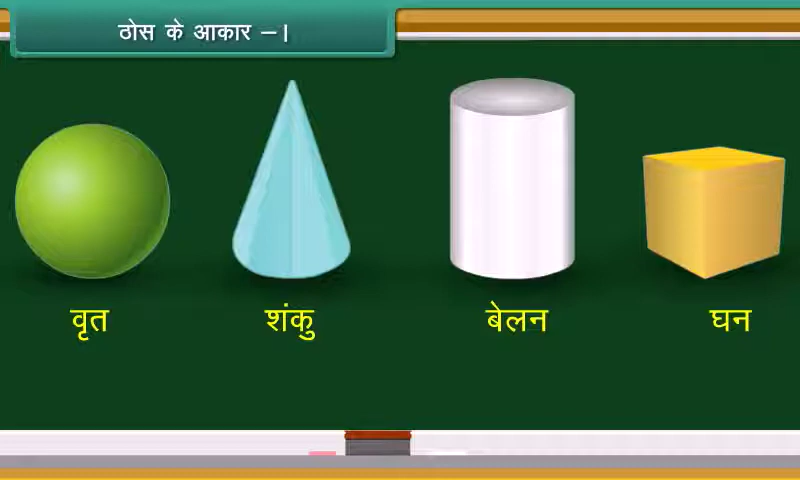 ठोस के आकार –।
वृत
शंकु
बेलन
घन